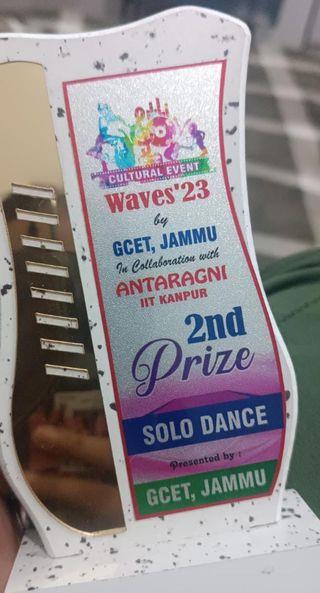 CULTURAL EVENT
Waves'23
by
GCET, JAMMU
In Collaboration with
ANTARAGNI
IIT KANPUR
2nd
Prize
SOLO DANCE
Presented by :
GCET, JAMMU